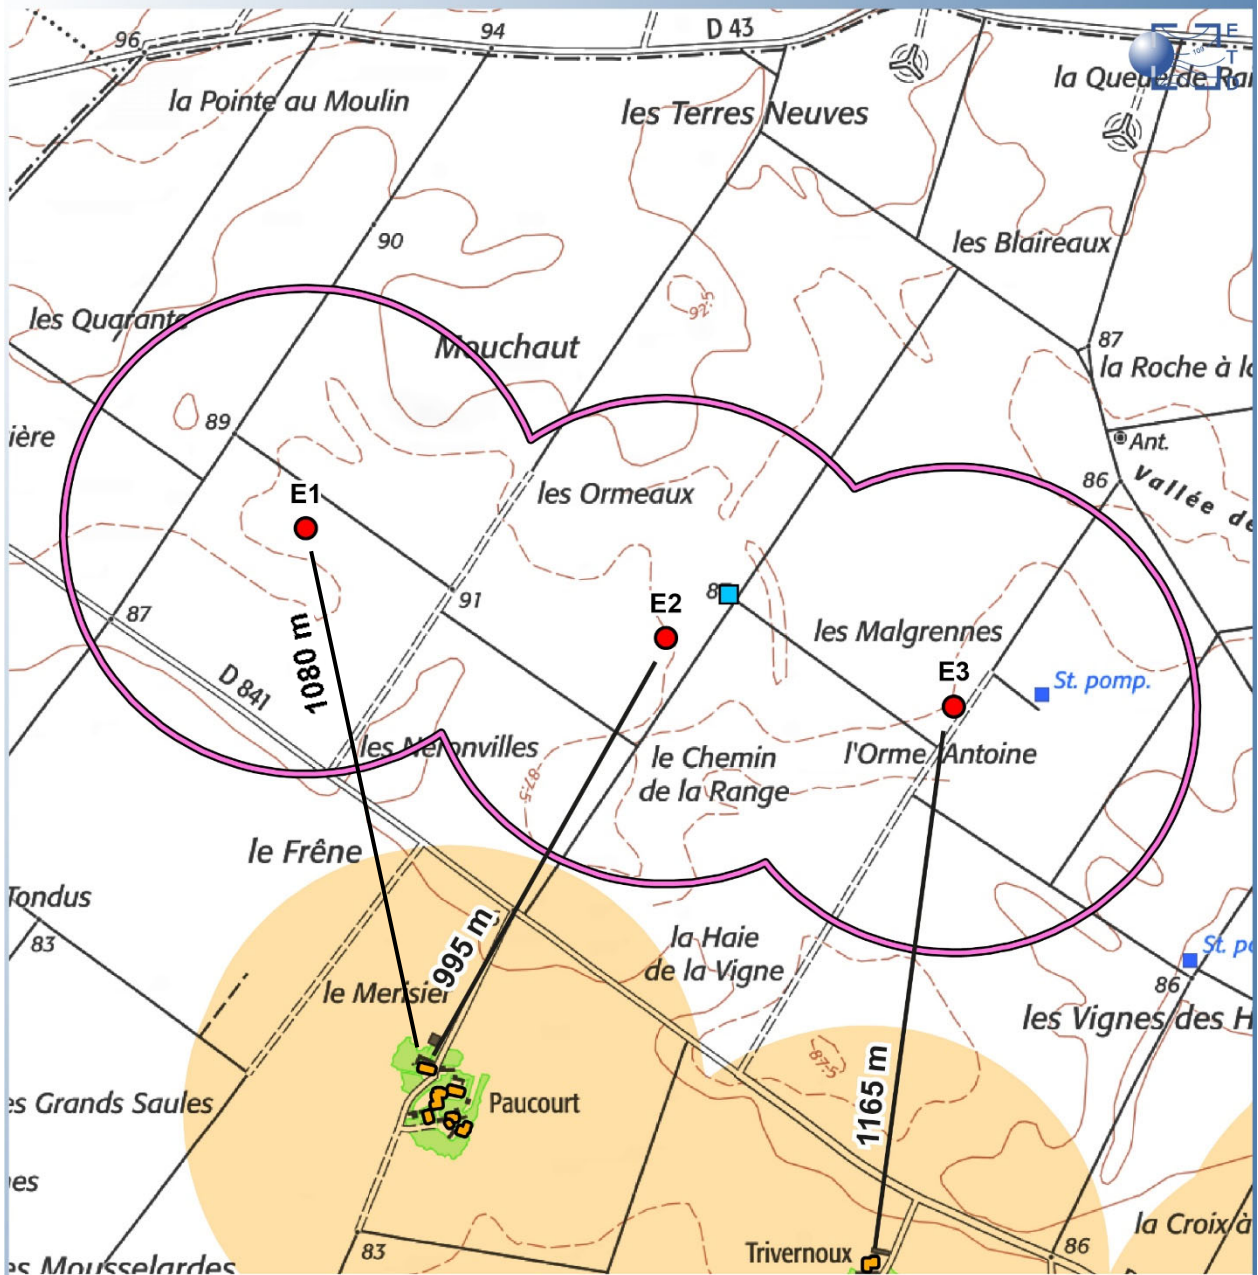 96
94
D 43
la Queue de Ra
la Pointe au Moulin
les Terres Neuves
90
les Blaireaux
92.5
les Quarante
Mouchaut
87
la Roche à la
89
ière
Ant.
E1
les Ormeaux
86
Vallée de
91
E2
87
les Malgrennes
1080 m
D 841
E3
St. pomp.
les Néronvilles
le Chemin
de la Range
l'Orme Antoine
87.5
le Frêne
Tondus
83
995 m
la Haie
de la Vigne
St. po
le Merisier
86
les Vignes des H
87.5
1165 m
es Grands Saules
Paucourt
es
la Croix à
83
Trivernoux
86
es Mousselardes